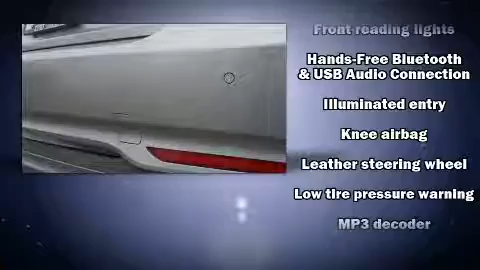 Front reading lights
Hands-Free Bluetooth
& USB Audio Connection
Illuminated entry
Knee airbag
Leather steering wheel
Low tire pressure warning
MP3 decoder